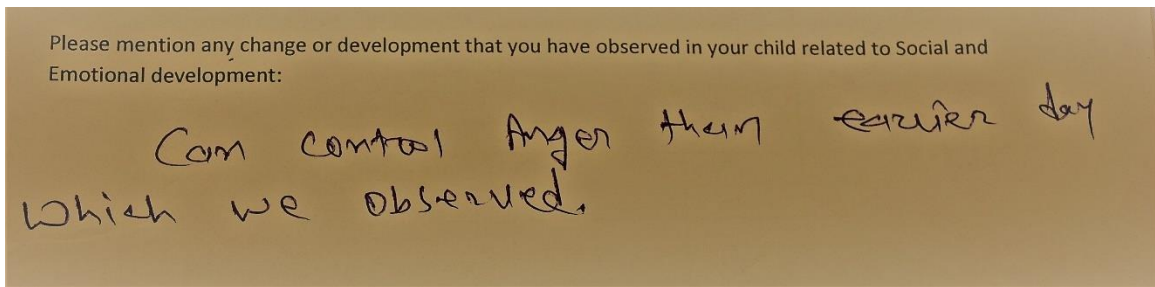 Please mention any change or development that you have observed in your child related to Social and
Emotional development:
Can control Anger than earlier day
which we observed.